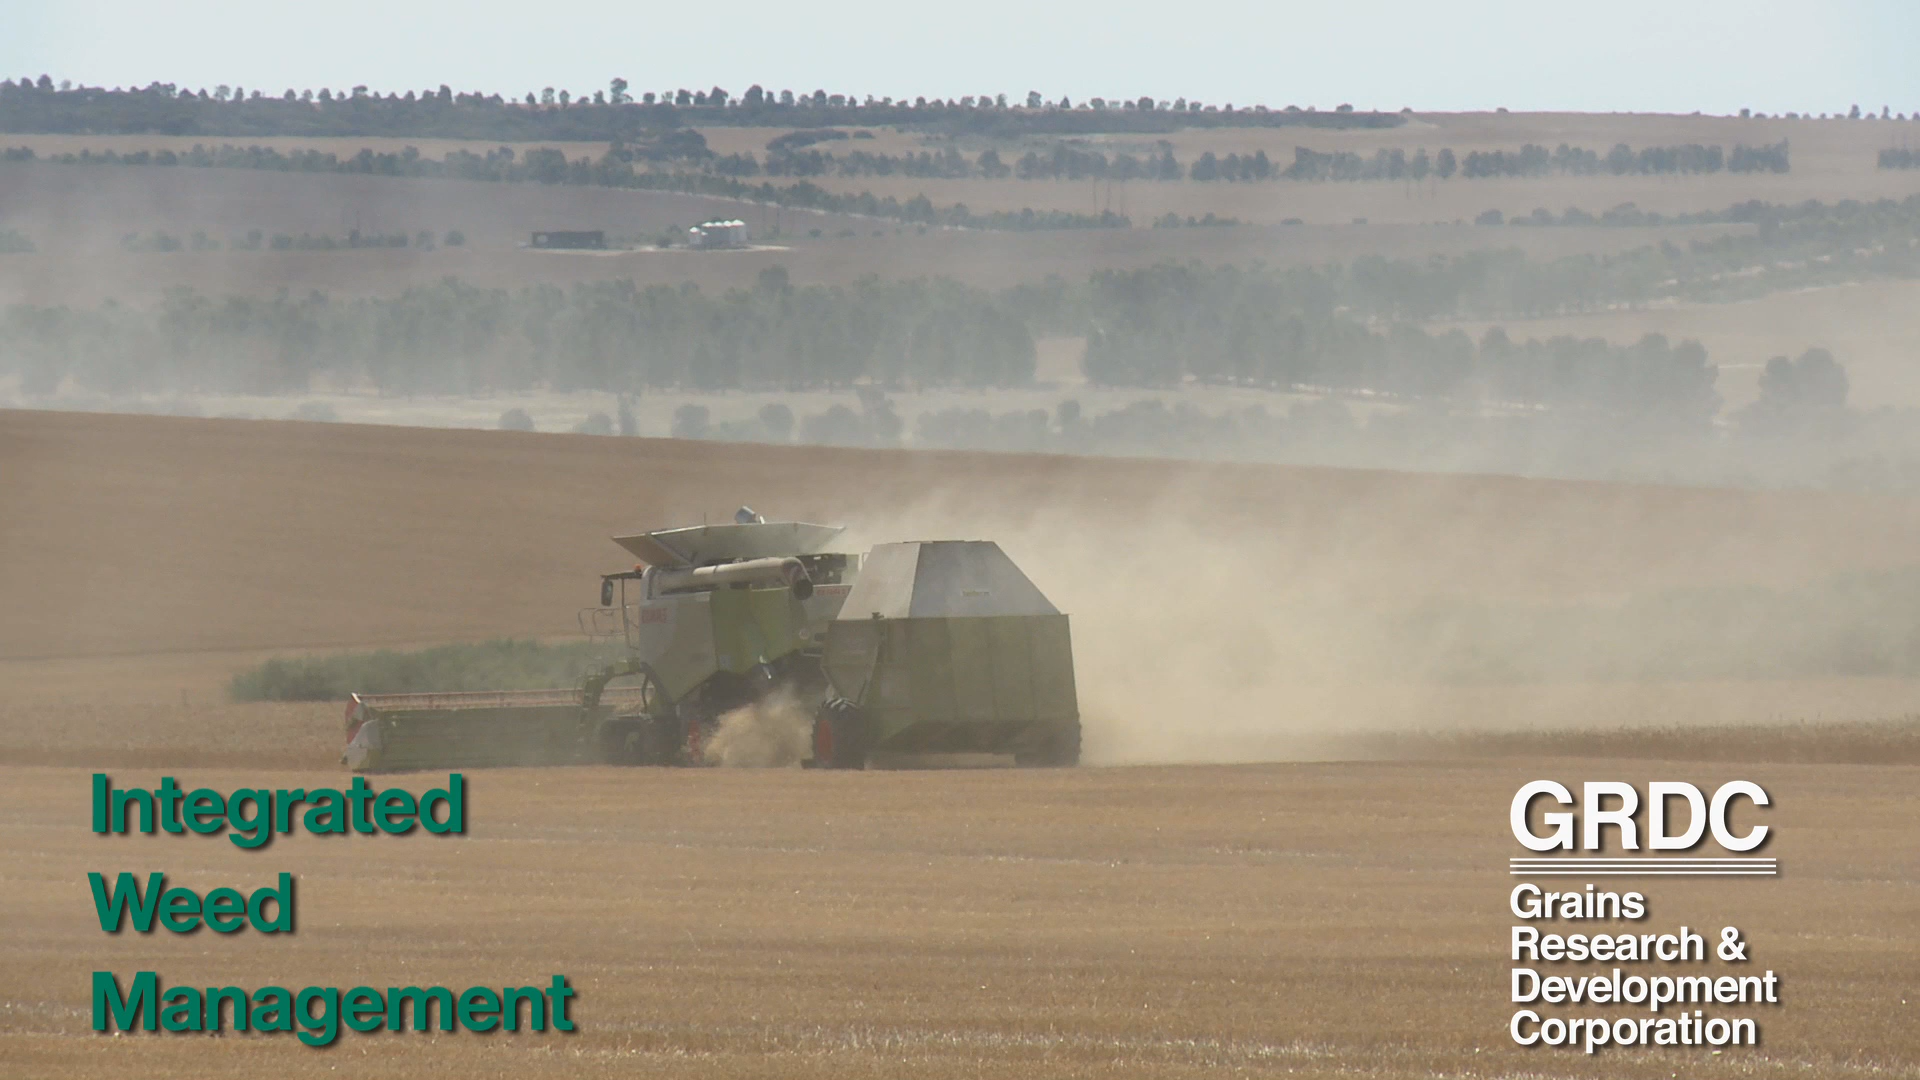 Integrated
Weed
Management
GRDC
Grains
Research &
Development
Corporation